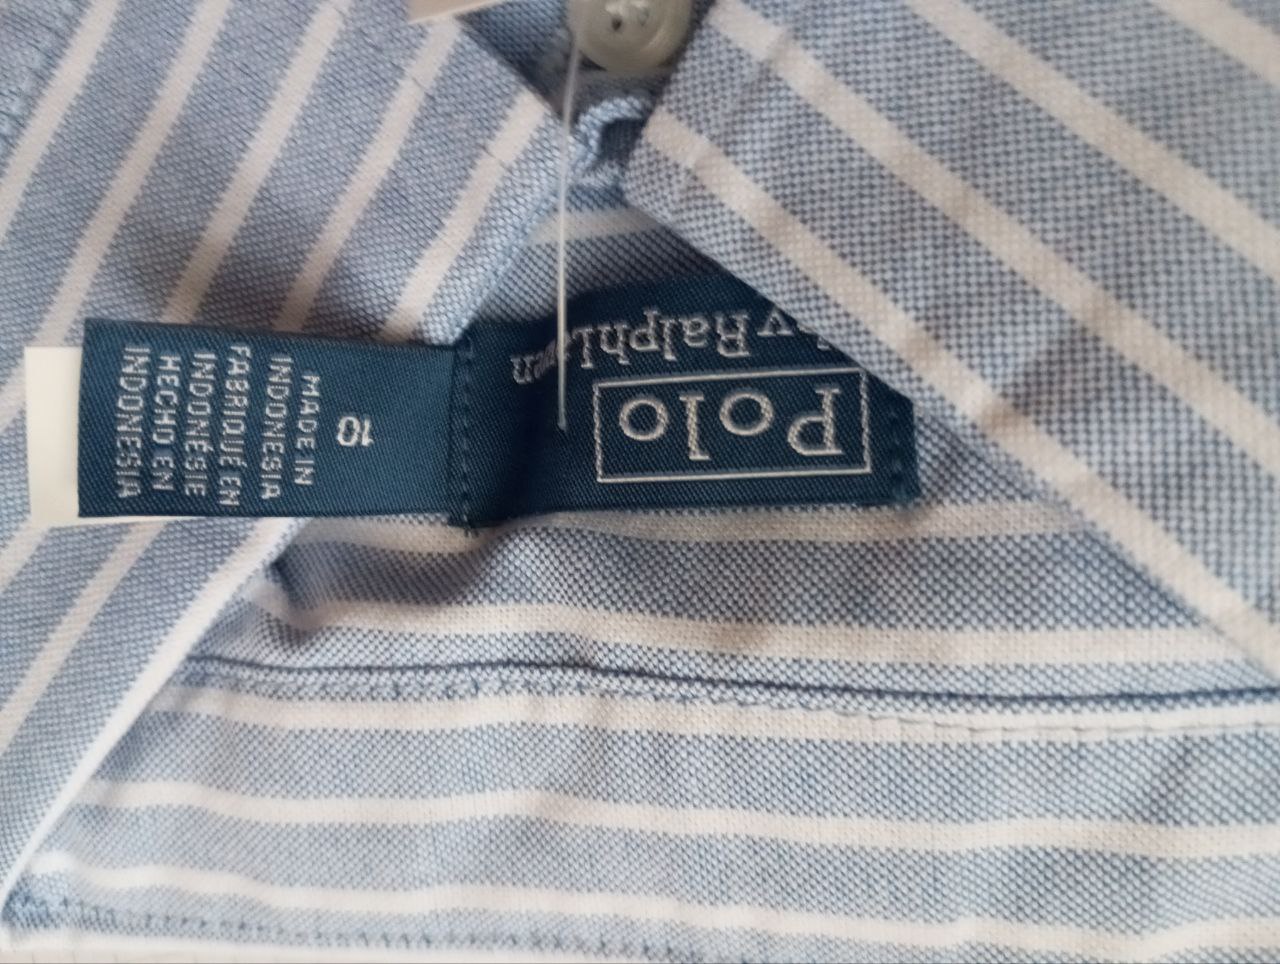 Polo
by Ralph Lauren
10
MADE IN
INDONESIA
FABRIQUÉ EN
INDONÉSIE
HECHO EN
INDONESIA